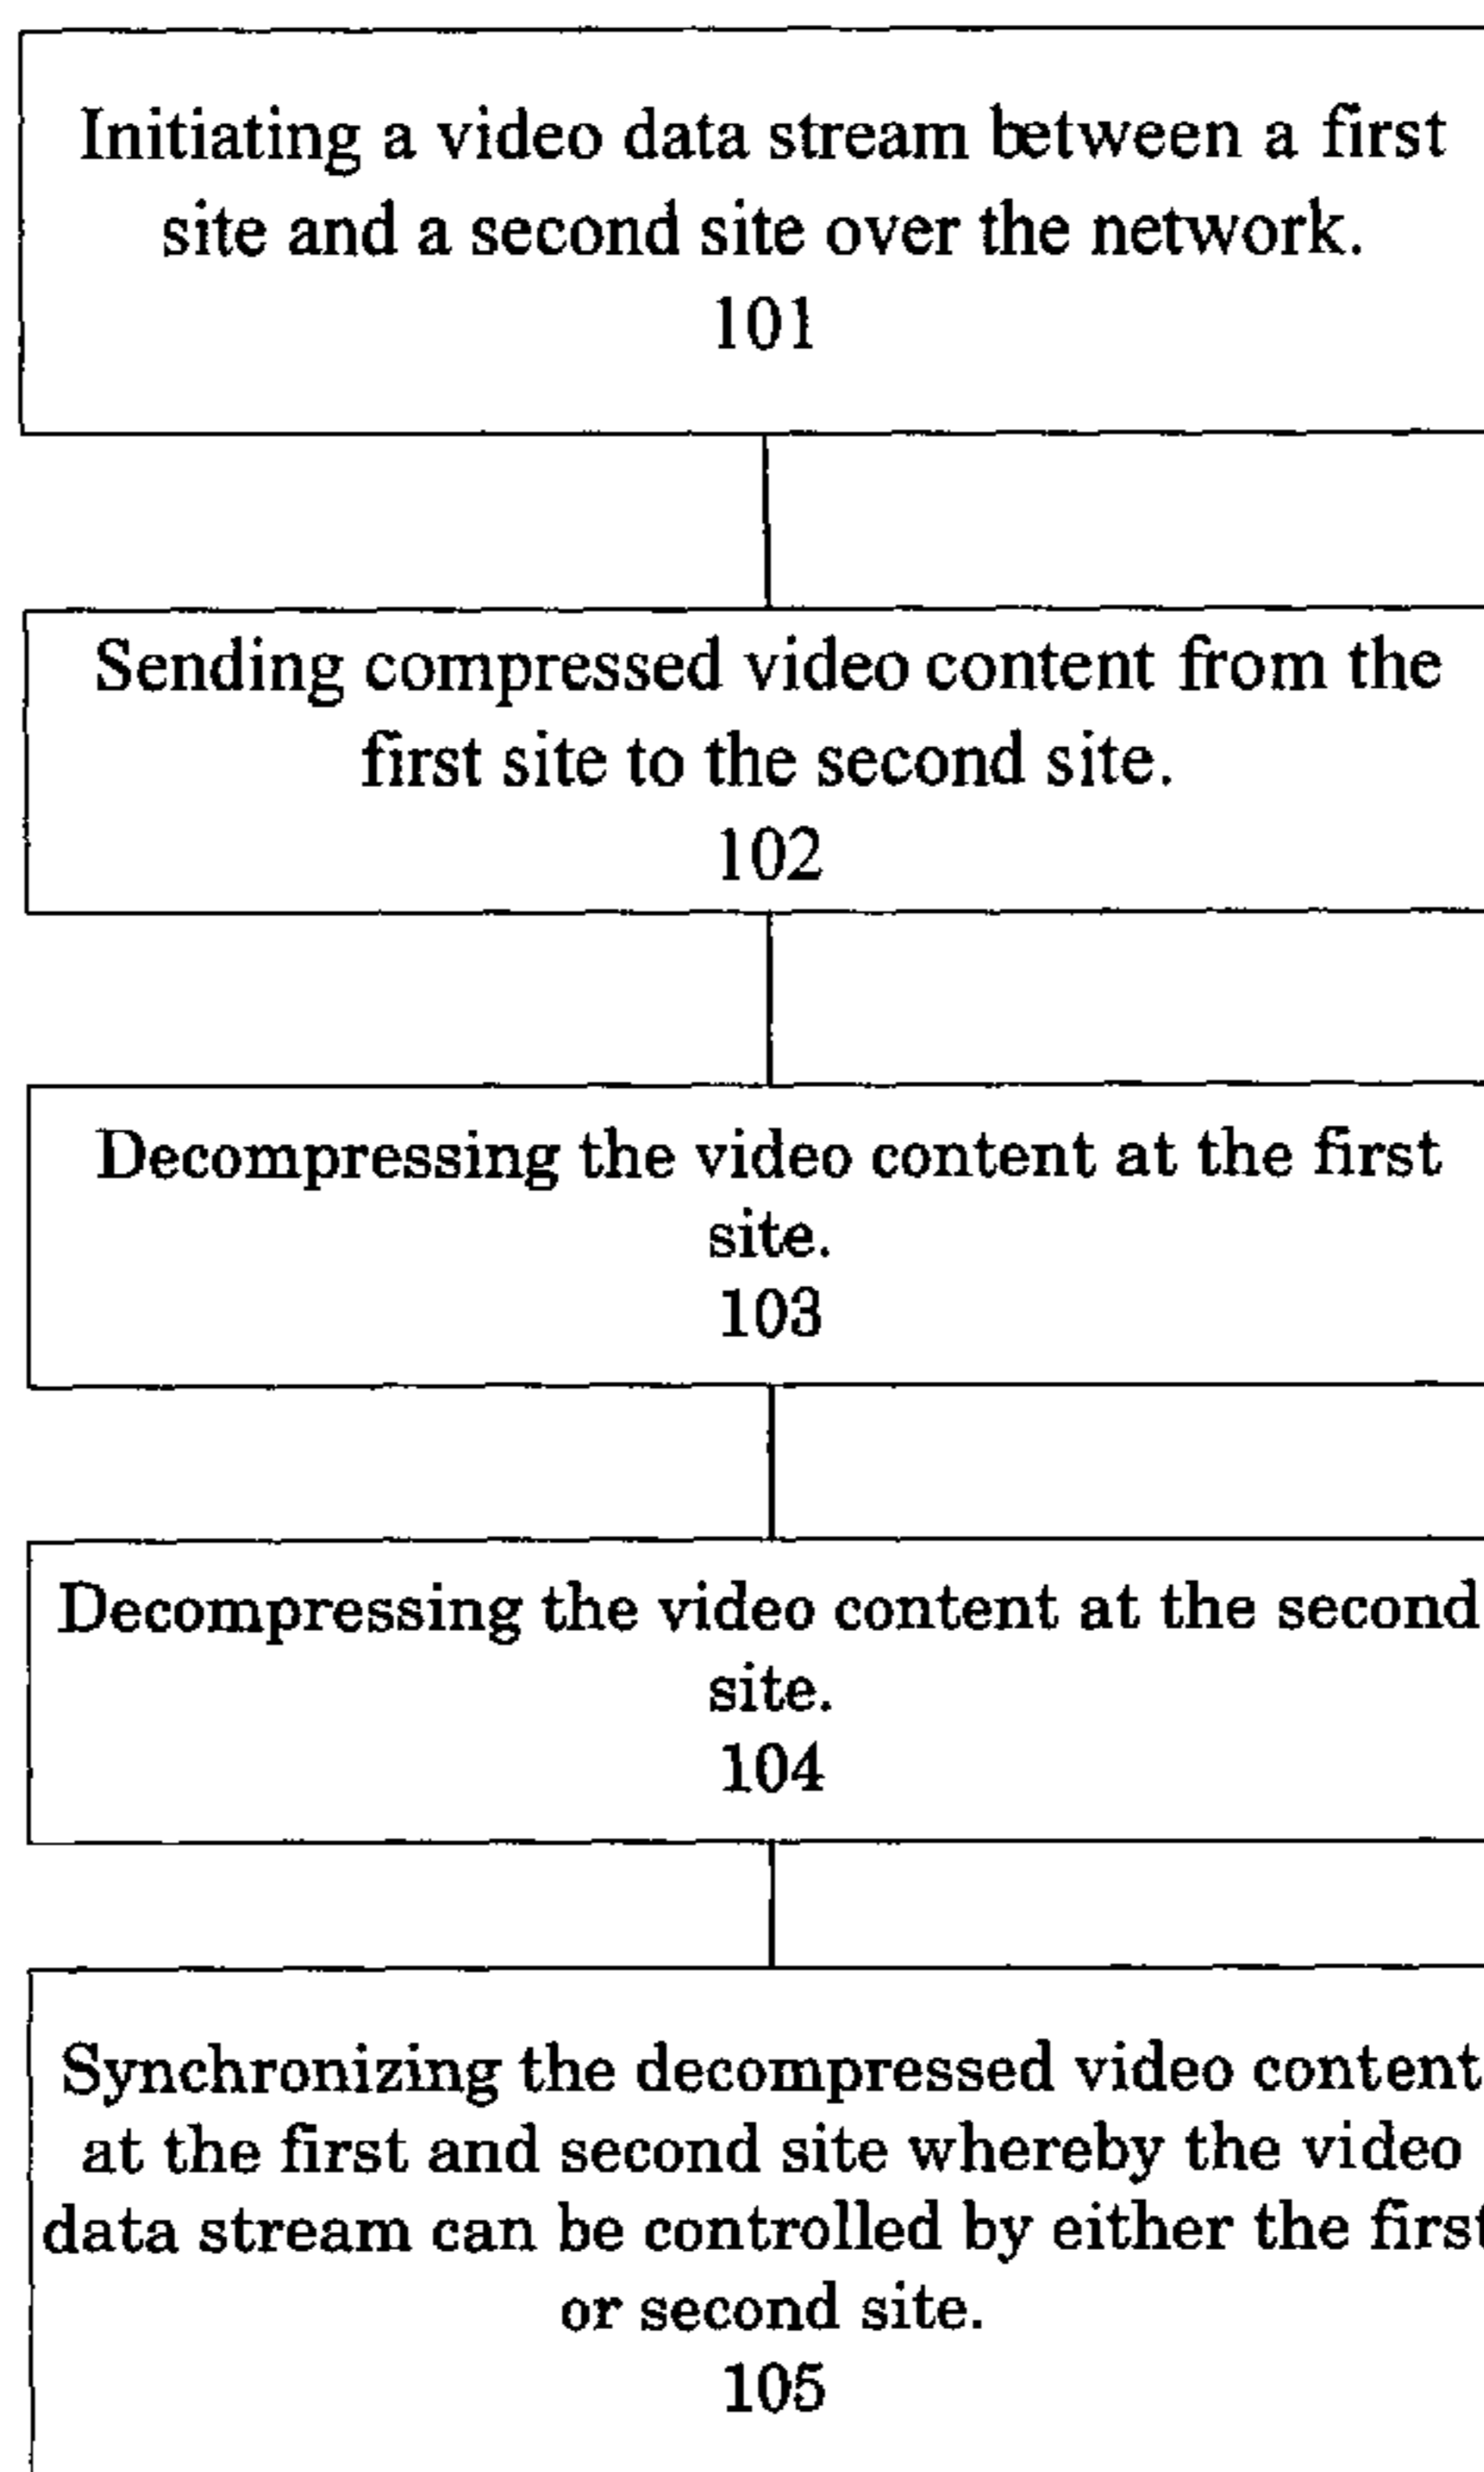 Initiating a video data stream between a first
site and a second site over the network.
101
Sending compressed video content from the
first site to the second site.
102
Decompressing the video content at the first
site.
103
Decompressing the video content at the second
site.
104
Synchronizing the decompressed video content
at the first and second site whereby the video
data stream can be controlled by either the first
or second site.
105